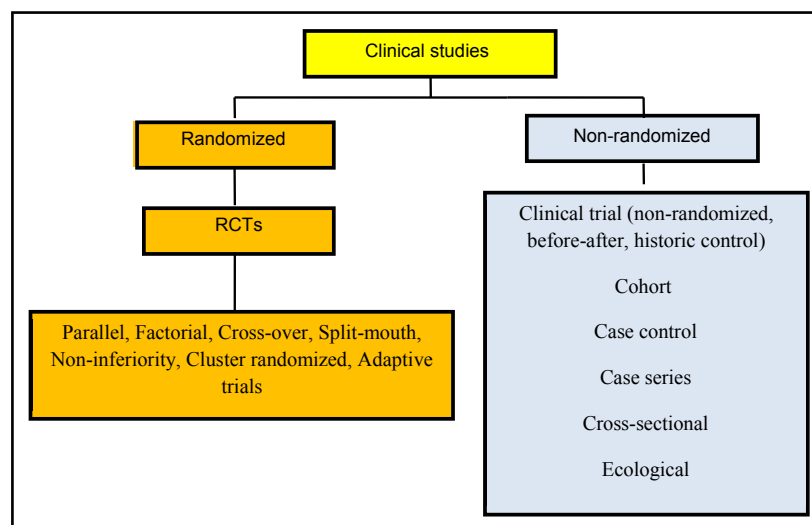 Clinical studies
Randomized
Non-randomized
RCTs
Parallel, Factorial, Cross-over, Split-mouth,
Non-inferiority, Cluster randomized, Adaptive
trials
Clinical trial (non-randomized,
before-after, historic control)
Cohort
Case control
Case series
Cross-sectional
Ecological